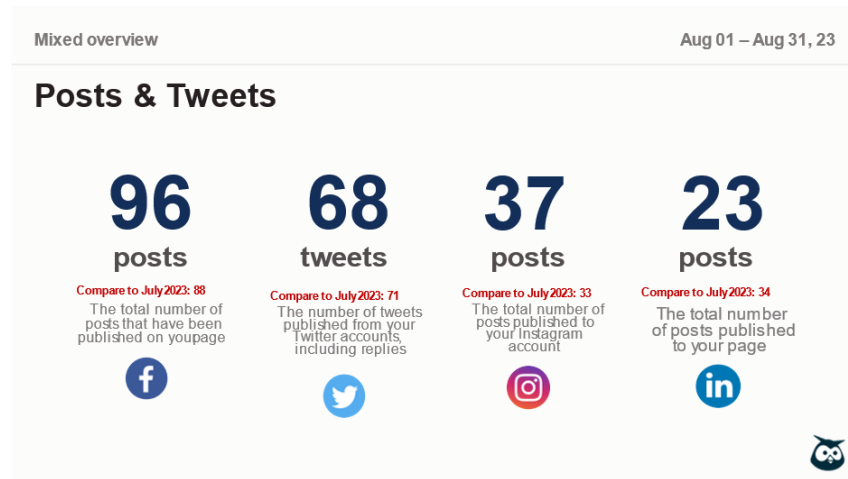 Mixed overview
Aug 01 – Aug 31, 23
Posts & Tweets
96
posts
Compare to July2023: 88
The total number of
posts that have been
published on youpage
68
tweets
Compare to July2023: 71
The number of tweets
published from your
Twitter accounts,
including replies
37
posts
Compare to July2023: 33
The total number of
posts published to
your Instagram
account
23
posts
Compare to July2023: 34
The total number
of posts published
to your page
f
in